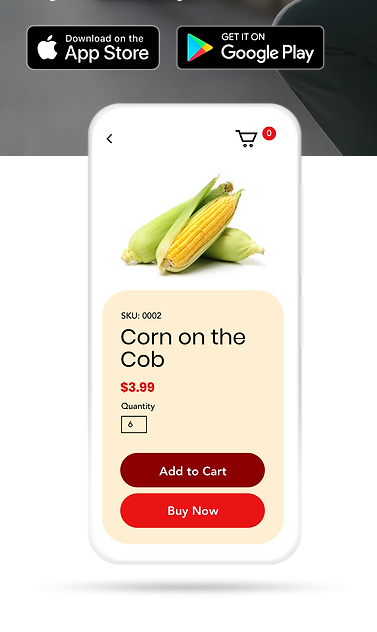 Download on the
App Store
GET IT ON
Google Play
0
SKU: 0002
Corn on the
Cob
$3.99
Quantity
6
Add to Cart
Buy Now